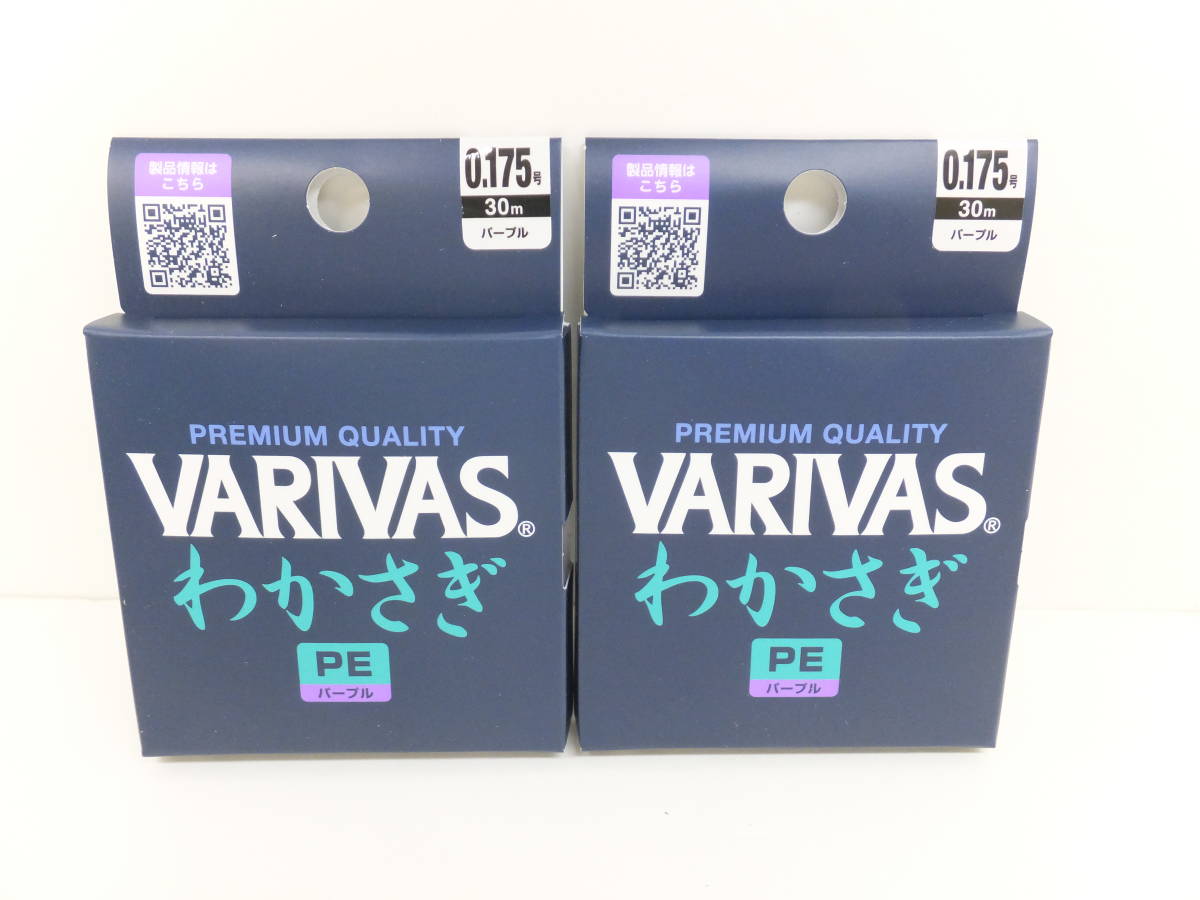 製品情報は
こちら
0.175号
30m
パープル
PREMIUM QUALITY
VARIVAS®
わかさぎ
PE
パープル
製品情報は
こちら
0.175号
30m
パープル
PREMIUM QUALITY
VARIVAS®
わかさぎ
PE
パープル